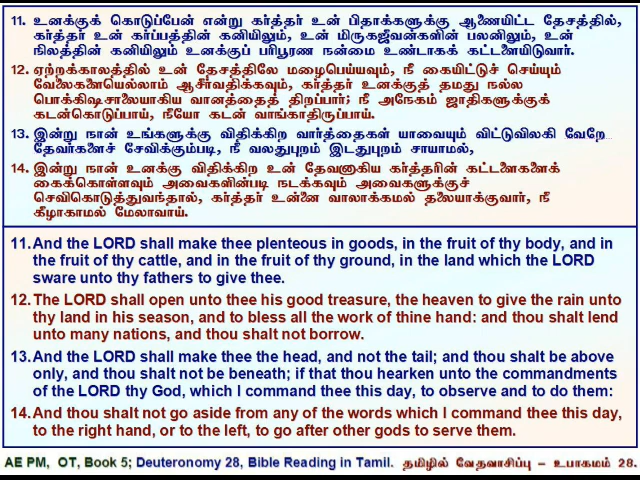 11. உனக்குக் கொடுப்பேன் என்று கர்த்தர் உன் பிதாக்களுக்கு ஆணையிட்ட தேசத்தில்,
கர்த்தர் உன் கர்ப்பத்தின் கனியிலும், உன் மிருகஜீவன்களின் பலனிலும், உன்
நிலத்தின் கனியிலும் உனக்குப் பரிபூரண நன்மை உண்டாகக் கட்டளையிடுவார்.
12. ஏற்றகாலத்தில் உன் தேசத்திலே மழைபெய்யவும், நீ கையிட்டுச் செய்யும்
வேலைகளையெல்லாம் ஆசீர்வதிக்கவும், கர்த்தர் உனக்குத் தமது நல்ல
பொக்கிஷசாலையாகிய வானத்தைத் திறப்பார்; நீ அநேகம் ஜாதிகளுக்குக்
கடன்கொடுப்பாய், நீயோ கடன் வாங்காதிருப்பாய்.
13. இன்று நான் உங்களுக்கு விதிக்கிற வார்த்தைகள் யாவையும் விட்டுவிலகி வேறே...
தேவர்களைச் சேவிக்கும்படி, நீ வலதுபுறம் இடதுபுறம் சாயாமல்,
14. இன்று நான் உனக்கு விதிக்கிற உன் தேவனாகிய கர்த்தரின் கட்டளைகளைக்
கைக்கொள்ளவும் அவைகளின்படி நடக்கவும் அவைகளுக்குச்
செவிகொடுத்துவந்தால், கர்த்தர் உன்னை வாலாக்காமல் தலையாக்குவார், நீ
கீழாகாமல் மேலாவாய்.
11. And the LORD shall make thee plenteous in goods, in the fruit of thy body, and in
the fruit of thy cattle, and in the fruit of thy ground, in the land which the LORD
sware unto thy fathers to give thee.
12. The LORD shall open unto thee his good treasure, the heaven to give the rain unto
thy land in his season, and to bless all the work of thine hand: and thou shalt lend
unto many nations, and thou shalt not borrow.
13. And the LORD shall make thee the head, and not the tail; and thou shalt be above
only, and thou shalt not be beneath; if that thou hearken unto the commandments
of the LORD thy God, which I command thee this day, to observe and to do them:
14. And thou shalt not go aside from any of the words which I command thee this day,
to the right hand, or to the left, to go after other gods to serve them.
AE PM, OT, Book 5; Deuteronomy 28, Bible Reading in Tamil. தமிழில் வேதவாசிப்பு – உபாகமம் 28.